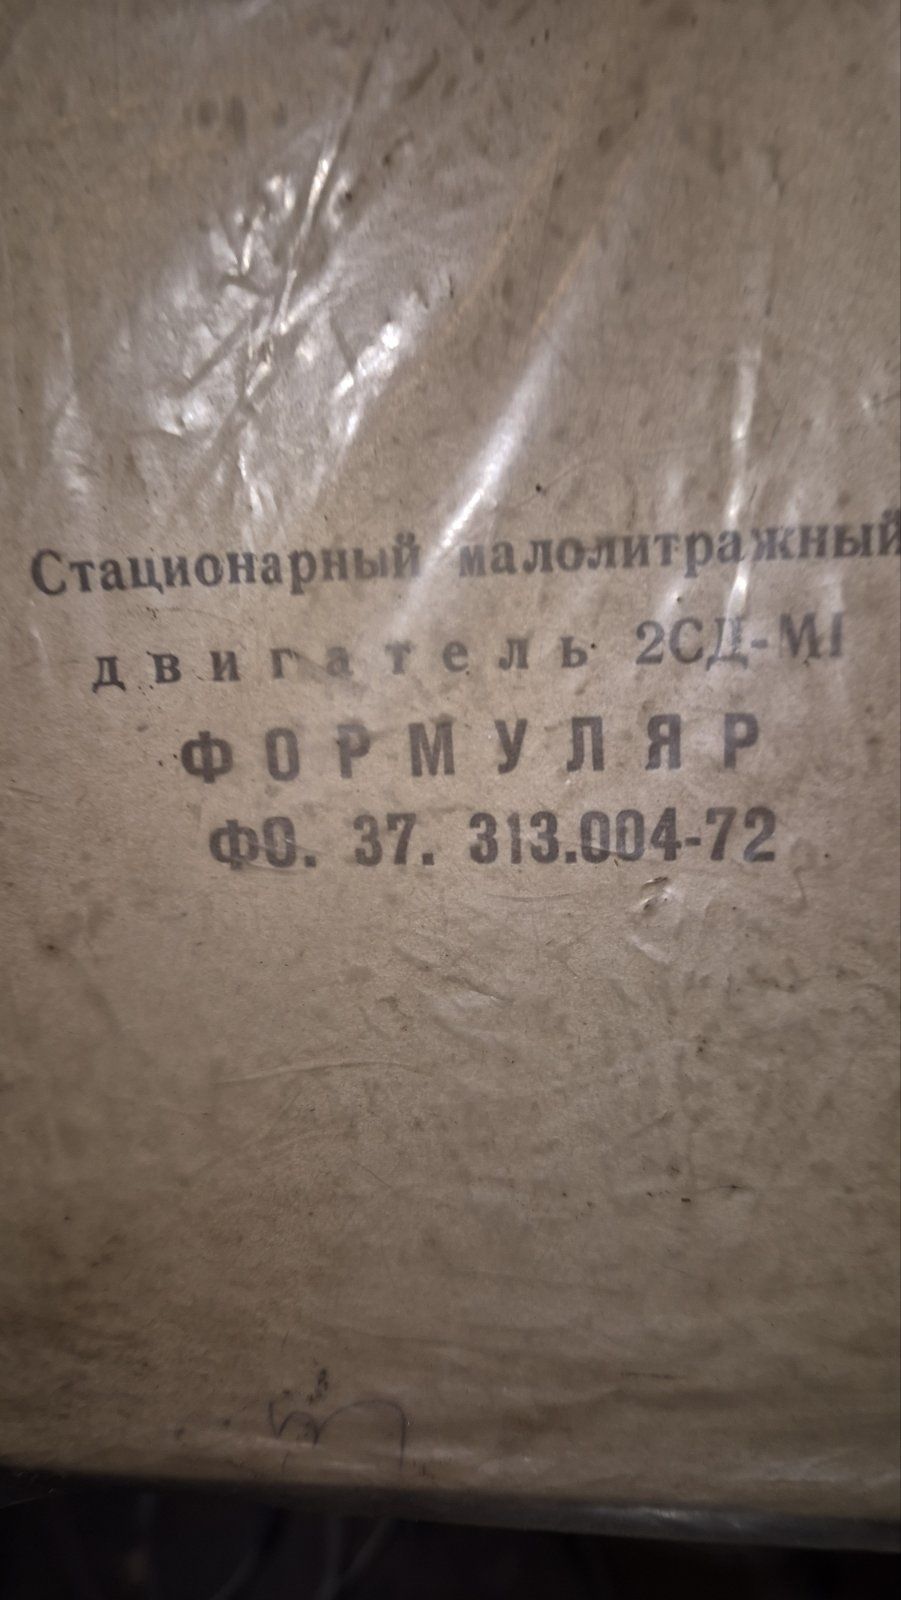 Стационарный малолитражный
двигатель 2СД-М1
ФОРМУЛЯР
ФО. 37. 313.004-72